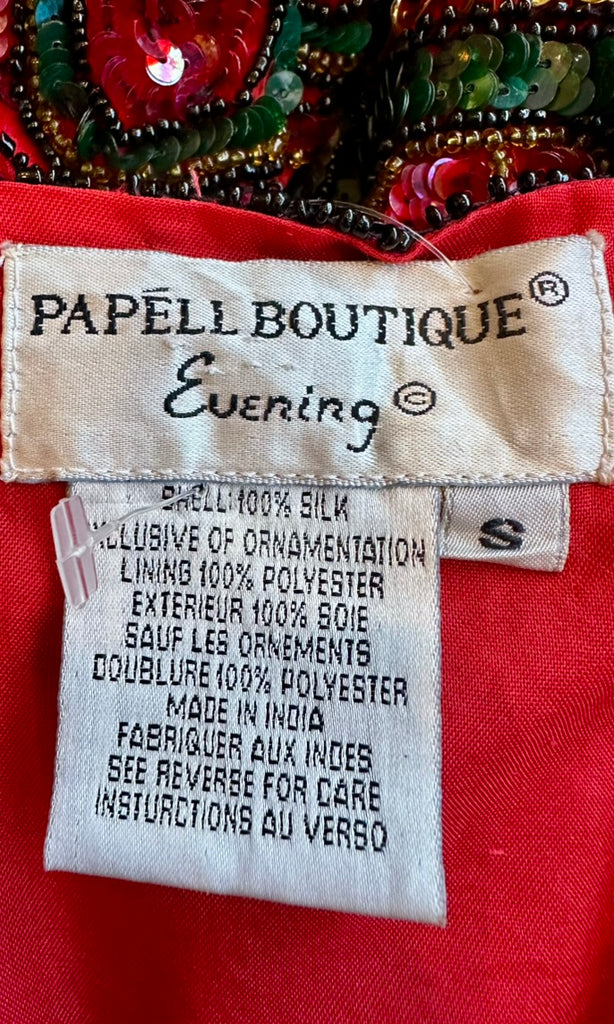 PAPÉLL BOUTIQUE®
Evening ©
S
SHELL: 100% SILK
EXCLUSIVE OF ORNAMENTATION
LINING 100% POLYESTER
EXTERIEUR 100% SOIE
SAUF LES ORNEMENTS
DOUBLURE 100% POLYESTER
MADE IN INDIA
FABRIQUER AUX INDES
SEE REVERSE FOR CARE
INSTURCTIONS AU VERSO